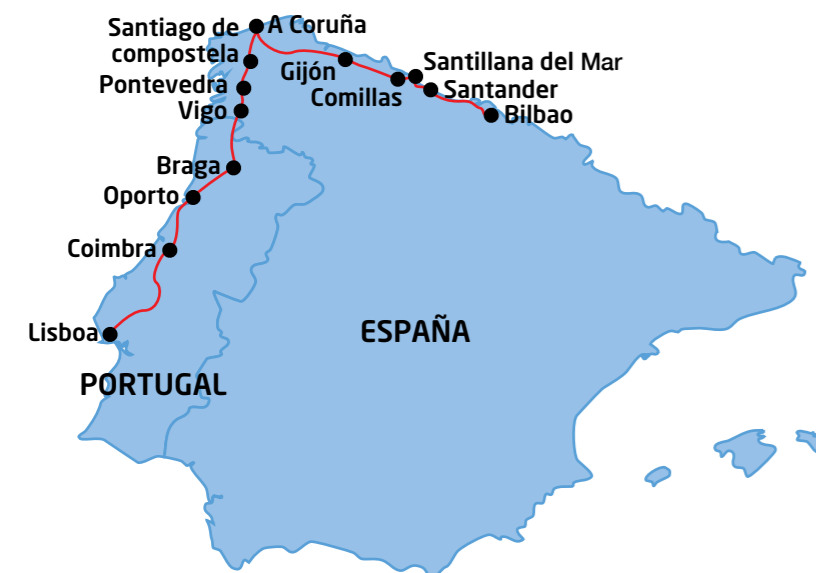 Santiago de
compostela
A Coruña
Gijón
Santillana del Mar
Comillas
Santander
Bilbao
Pontevedra
Vigo
Braga
Oporto
Coimbra
Lisboa
ESPAÑA
PORTUGAL